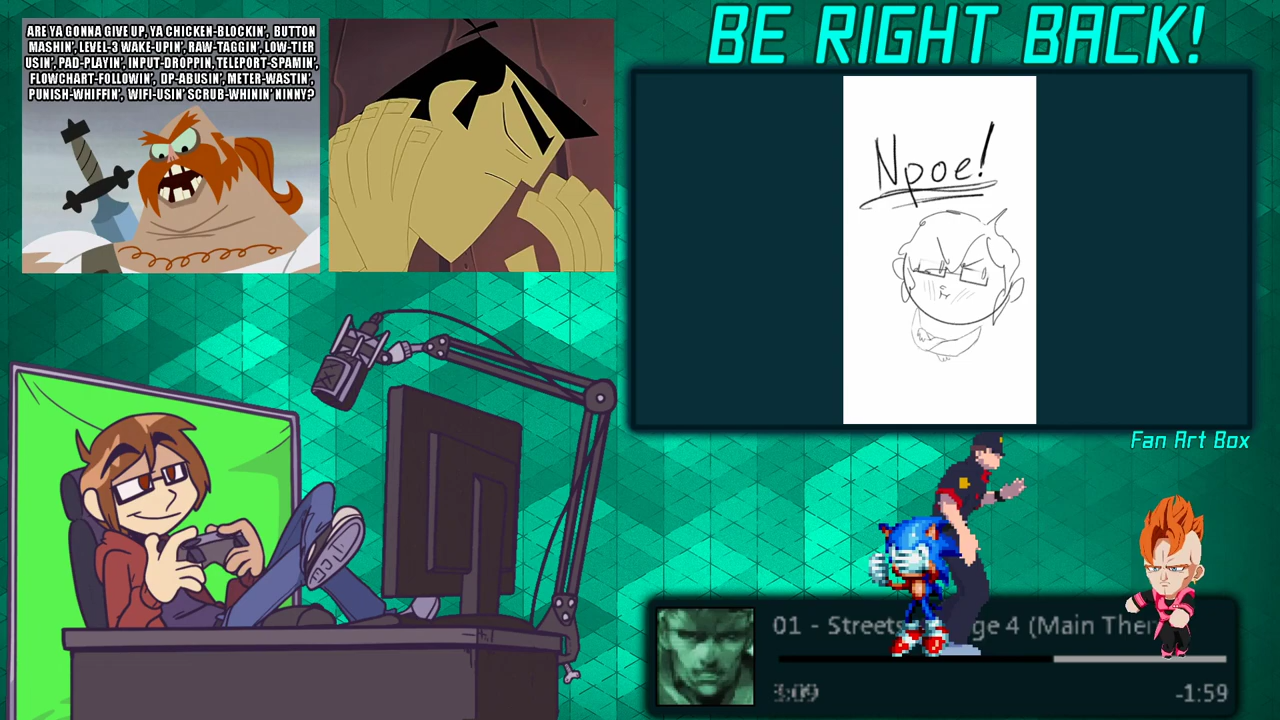 ARE YA GONNA GIVE UP, YA CHICKEN-BLOCKIN', BUTTON
MASHIN', LEVEL-3 WAKE-UPIN', RAW-TAGGIN', LOW-TIER
USIN', PAD-PLAYIN', INPUT-DROPPIN, TELEPORT-SPAMIN',
FLOWCHART-FOLLOWIN', DP-ABUSIN', METER-WASTIN',
PUNISH-WHIFFIN', WIFI-USIN' SCRUB-WHININ' NINNY?
BE RIGHT BACK!
Npoe!
Fan Art Box
01 - Streets ge 4 (Main Ther
3:09
-1:59